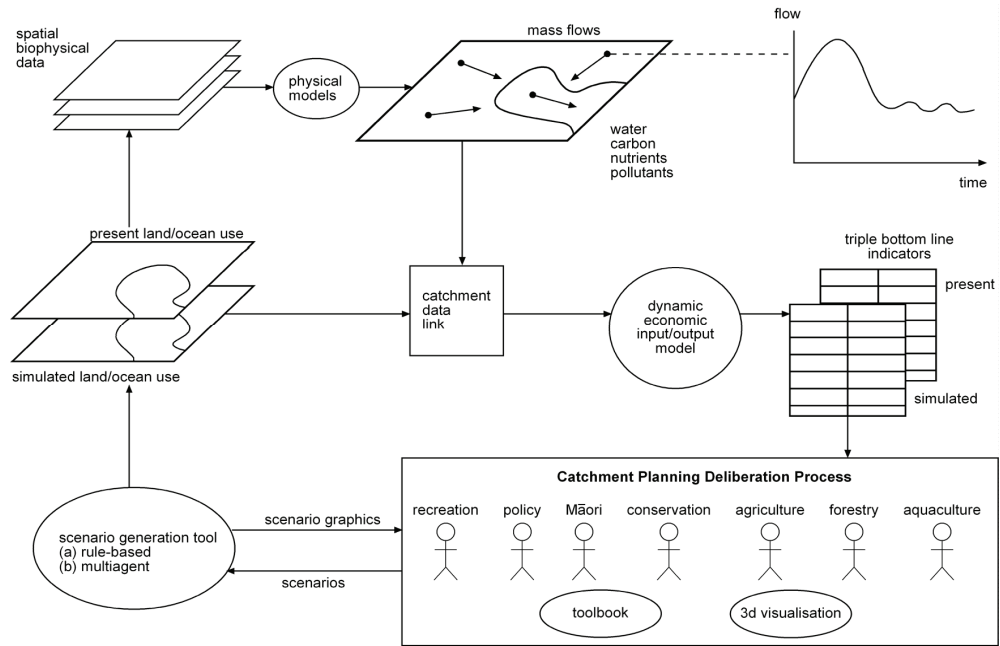 spatial
biophysical
data
physical
models
mass flows
water
carbon
nutrients
pollutants
flow
time
present land/ocean use
simulated land/ocean use
catchment
data
link
dynamic
economic
input/output
model
triple bottom line
indicators
present
simulated
scenario generation tool
(a) rule-based
(b) multiagent
scenario graphics
scenarios
Catchment Planning Deliberation Process
recreation policy Māori conservation agriculture forestry aquaculture
toolbook
3d visualisation